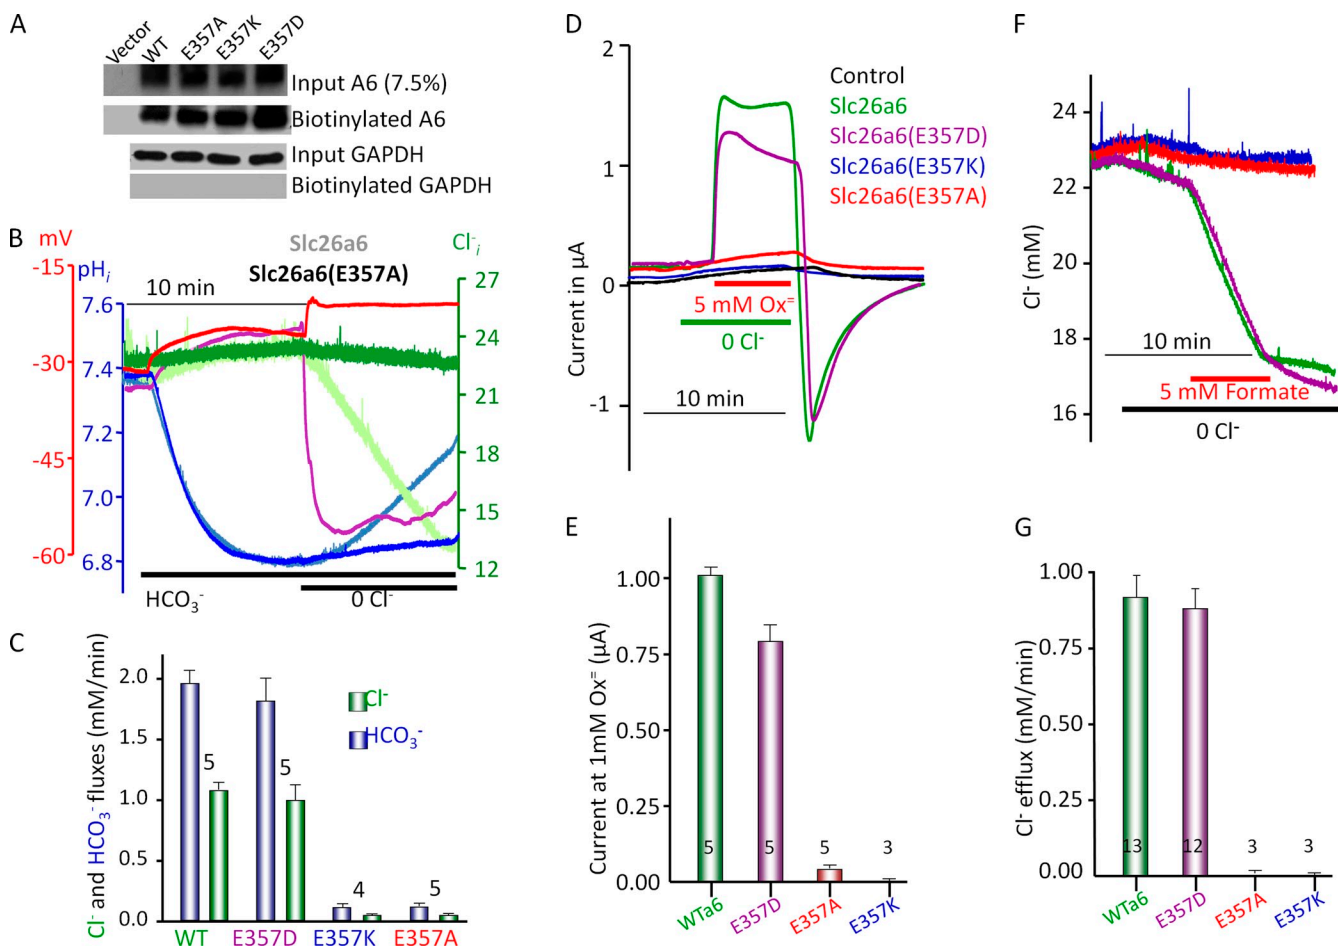 A
Vector
WT
E357A
E357K
E357D
Input A6 (7.5%)
Biotinylated A6
Input GAPDH
Biotinylated GAPDH
B
mV
-15
-30
-45
-60
pHi
7.6
7.4
7.2
7.0
6.8
10 min
Slc26a6
Slc26a6(E357A)
Cl⁻i
27
24
21
18
15
12
HCO₃⁻
0 Cl⁻
C
Cl⁻ and HCO₃⁻ fluxes (mM/min)
2.0
1.5
1.0
0.5
0.0
5
5
4
5
Cl⁻
HCO₃⁻
WT
E357D
E357K
E357A
D
Current in µA
2
1
0
-1
Control
Slc26a6
Slc26a6(E357D)
Slc26a6(E357K)
Slc26a6(E357A)
5 mM Ox⁼
0 Cl⁻
10 min
E
Current at 1mM Ox⁼ (µA)
1.00
0.75
0.50
0.25
0.00
5
5
5
3
WTa6
E357D
E357A
E357K
F
Cl⁻ (mM)
24
22
20
18
16
10 min
5 mM Formate
0 Cl⁻
G
Cl⁻ efflux (mM/min)
1.00
0.75
0.50
0.25
0.00
13
12
3
3
WTa6
E357D
E357A
E357K